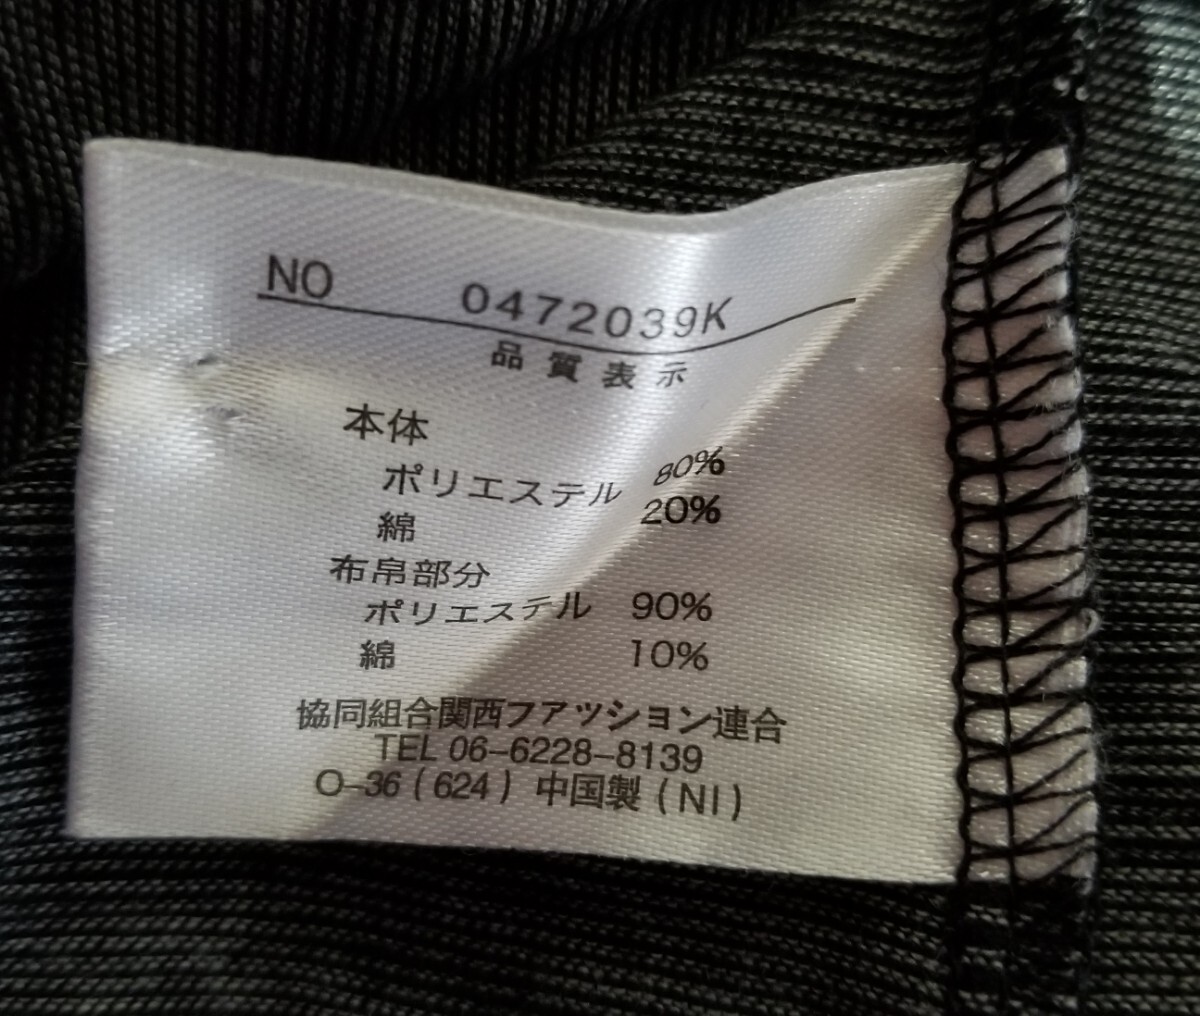 NO 0472039K
品質表示
本体
ポリエステル 80%
綿 20%
布帛部分
ポリエステル 90%
綿 10%
協同組合関西ファッション連合
TEL 06-6228-8139
O-36(624)中国製(NI)